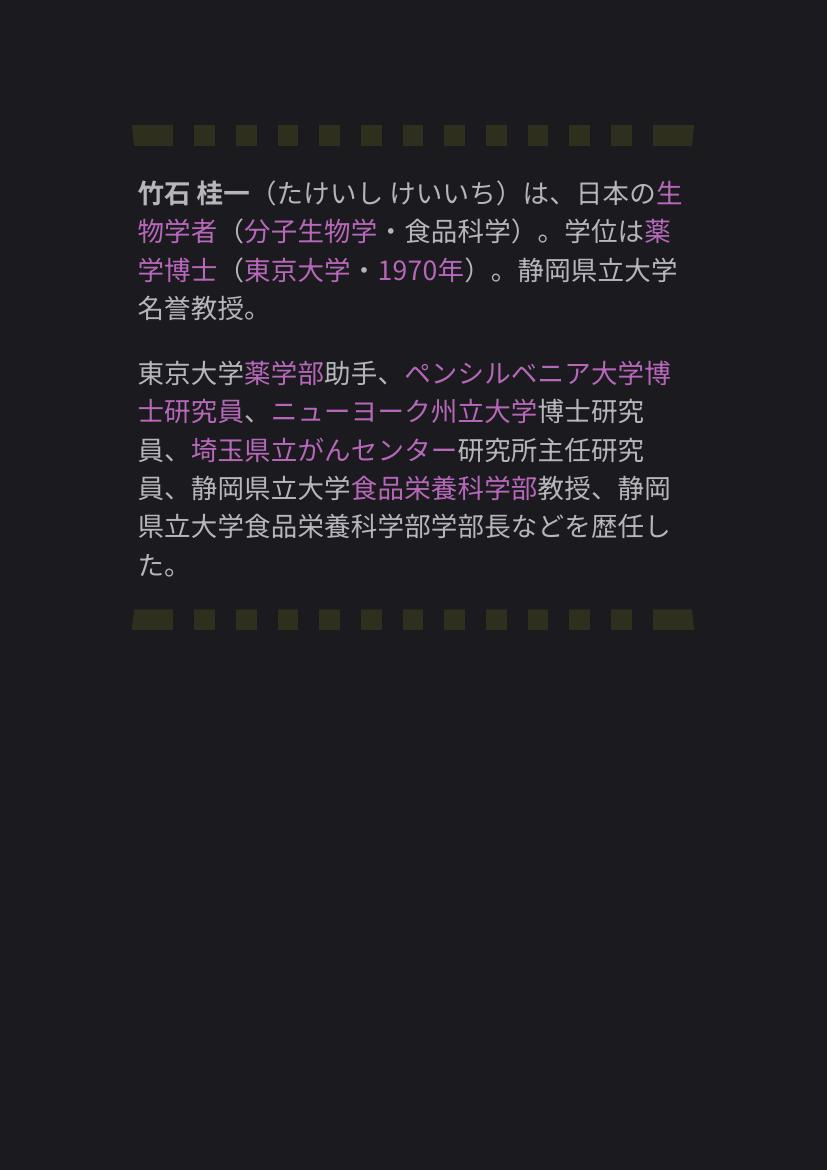 竹石 桂一（たけいし けいいち）は、日本の生
物学者（分子生物学・食品科学）。学位は薬
学博士（東京大学・1970年）。静岡県立大学
名誉教授。
東京大学薬学部助手、ペンシルベニア大学博
士研究員、ニューヨーク州立大学博士研究
員、埼玉県立がんセンター研究所主任研究
員、静岡県立大学食品栄養科学部教授、静岡
県立大学食品栄養科学部学部長などを歴任し
た。